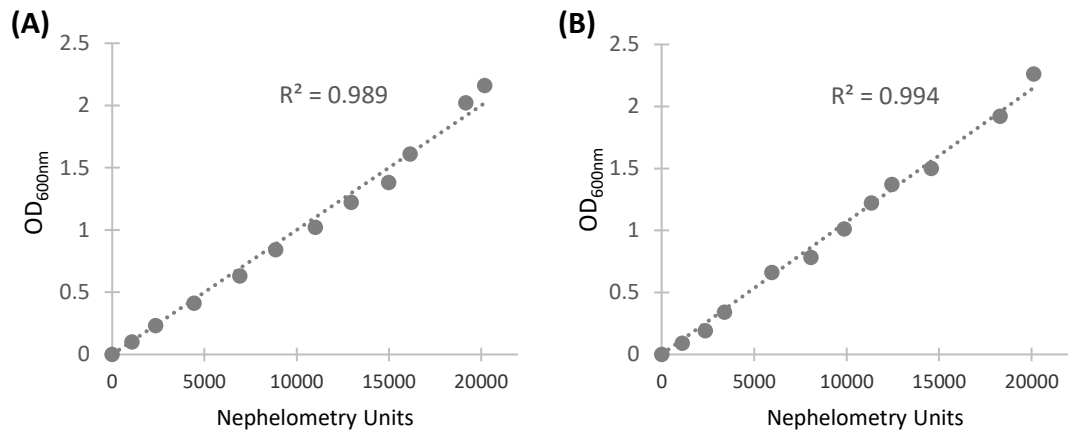 (A)
2.5
2
1.5
1
0.5
0
OD600nm
R² = 0.989
0 5000 10000 15000 20000
Nephelometry Units
(B)
2.5
2
1.5
1
0.5
0
OD600nm
R² = 0.994
0 5000 10000 15000 20000
Nephelometry Units